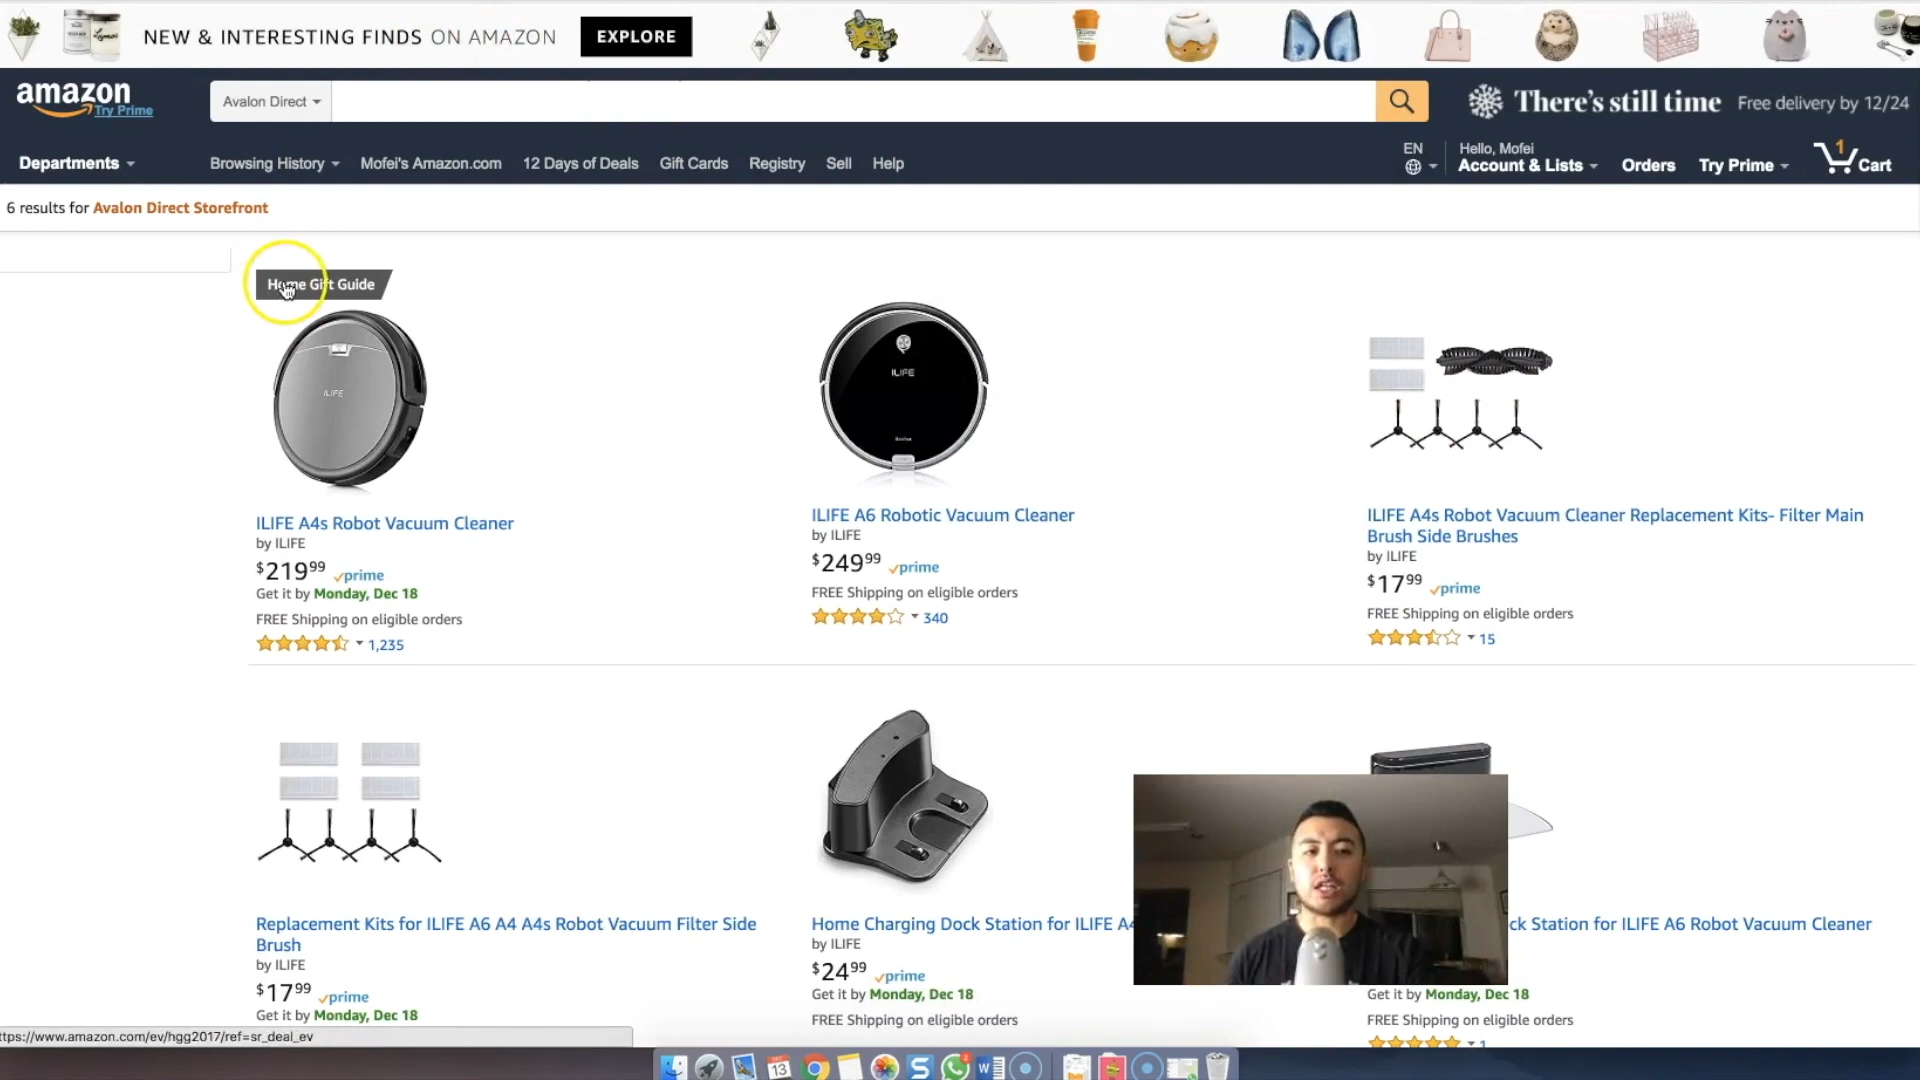 NEW & INTERESTING FINDS ON AMAZON
EXPLORE
amazon
Try Prime
Avalon Direct
There's still time
Free delivery by 12/24
Departments
Browsing History
Mofei's Amazon.com
12 Days of Deals
Gift Cards
Registry
Sell
Help
EN
Hello, Mofei
Account & Lists
Orders
Try Prime
1
Cart
6 results for Avalon Direct Storefront
Home Gift Guide
ILIFE
ILIFE
ILIFE A4s Robot Vacuum Cleaner
by ILIFE
$219 99 prime
Get it by Monday, Dec 18
FREE Shipping on eligible orders
1,235
ILIFE A6 Robotic Vacuum Cleaner
by ILIFE
$249 99 prime
FREE Shipping on eligible orders
340
ILIFE A4s Robot Vacuum Cleaner Replacement Kits- Filter Main
Brush Side Brushes
by ILIFE
$17 99 prime
FREE Shipping on eligible orders
15
Replacement Kits for ILIFE A6 A4 A4s Robot Vacuum Filter Side
Brush
by ILIFE
$17 99 prime
Get it by Monday, Dec 18
Home Charging Dock Station for ILIFE A4
by ILIFE
$24 99 prime
Get it by Monday, Dec 18
FREE Shipping on eligible orders
ck Station for ILIFE A6 Robot Vacuum Cleaner
Get it by Monday, Dec 18
FREE Shipping on eligible orders
1
ttps://www.amazon.com/ev/hgg2017/ref=sr_deal_ev
13